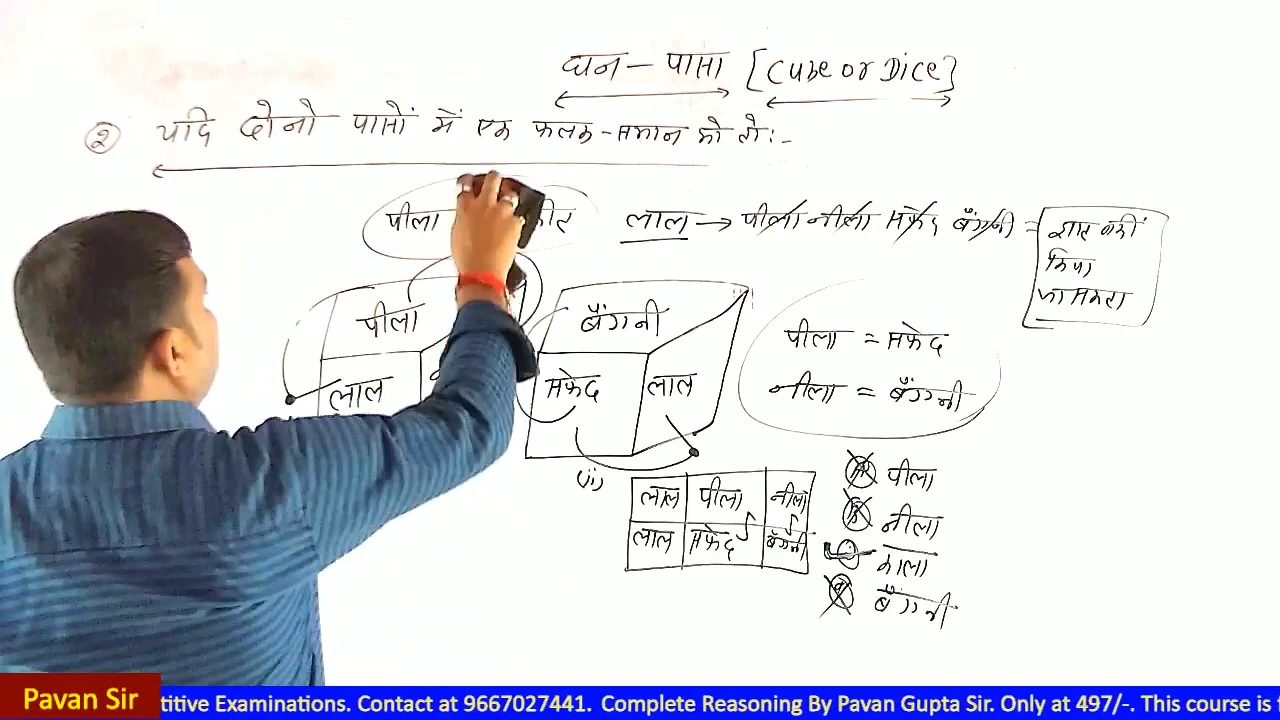 घन - पासा [Cube or Dice]
② यदि दोनो पासों में एक फलक - समान हो तो :-
पीला
लाल → पीला नीला सफेद बैंगनी =
पीला
लाल
बैंगनी
सफेद लाल
(ii)
पीला = सफेद
नीला = बैंगनी
लाल पीला नीला
लाल सफेद बैंगनी
पीला
नीला
काला
बैंगनी
Pavan Sir
titive Examinations. Contact at 9667027441. Complete Reasoning By Pavan Gupta Sir. Only at 497/-. This course is